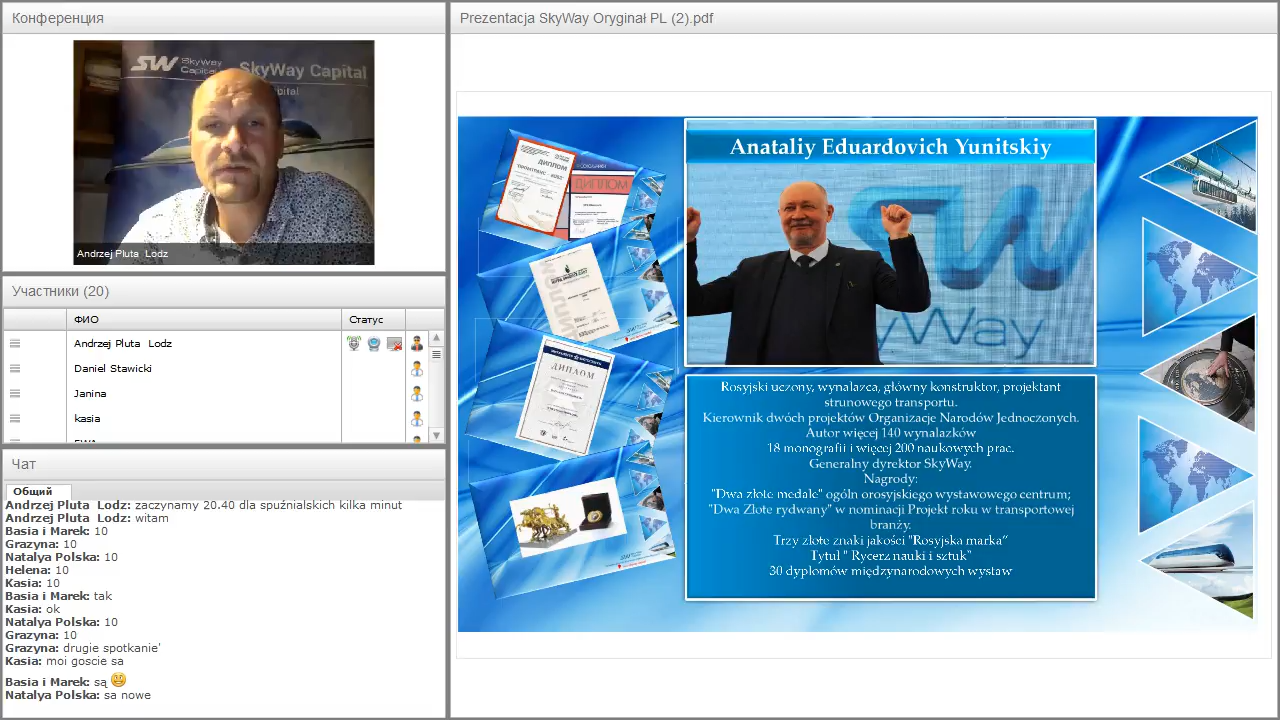 Конференция
SW SkyWay Capital
SkyWay Capital
Andrzej Pluta Lodz
Участники (20)
ФИО
Статус
Andrzej Pluta Lodz
Daniel Stawicki
Janina
kasia
Чат
Общий
Andrzej Pluta Lodz: zaczynamy 20.40 dla spuźnialskich kilka minut
Andrzej Pluta Lodz: witam
Basia i Marek: 10
Grazyna: 10
Natalya Polska: 10
Helena: 10
Kasia: 10
Basia i Marek: tak
Kasia: ok
Natalya Polska: 10
Grazyna: 10
Grazyna: drugie spotkanie'
Kasia: moi goscie sa
Basia i Marek: są
Natalya Polska: sa nowe
Prezentacja SkyWay Oryginał PL (2).pdf
ДИПЛОМ
ДИПЛОМ
ДИПЛОМ
Anataliy Eduardovich Yunitskiy
Rosyjski uczony, wynalazca, główny konstruktor, projektant
strunowego transportu.
Kierownik dwóch projektów Organizacje Narodów Jednoczonych.
Autor więcej 140 wynalazków
18 monografii i więcej 200 naukowych prac.
Generalny dyrektor SkyWay.
Nagrody:
"Dwa złote medale" ogóln orosyjskiego wystawowego centrum;
"Dwa Złote rydwany" w nominacji Projekt roku w transportowej
branży.
Trzy złote znaki jakości "Rosyjska marka"
Tytuł " Rycerz nauki i sztuk"
30 dyplomów międzynarodowych wystaw